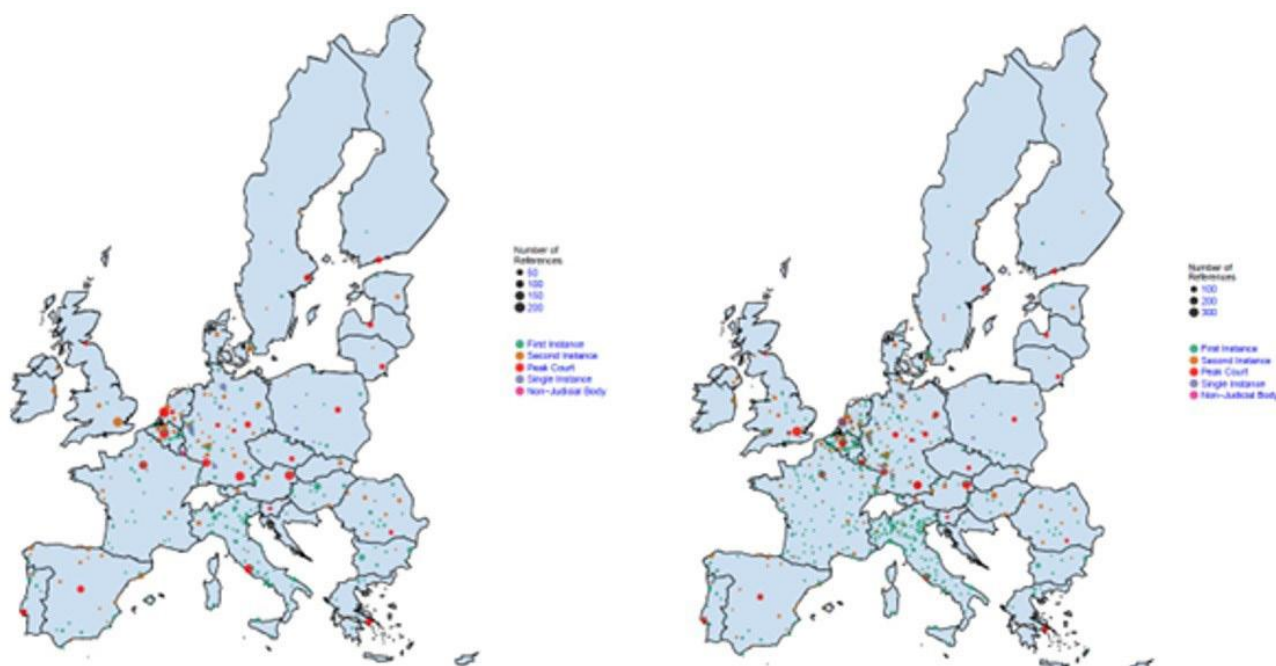 Number of
References
50
100
150
200
First Instance
Second Instance
Peak Court
Single Instance
Non-Judicial Body
Number of
References
100
200
300
First Instance
Second Instance
Peak Court
Single Instance
Non-Judicial Body